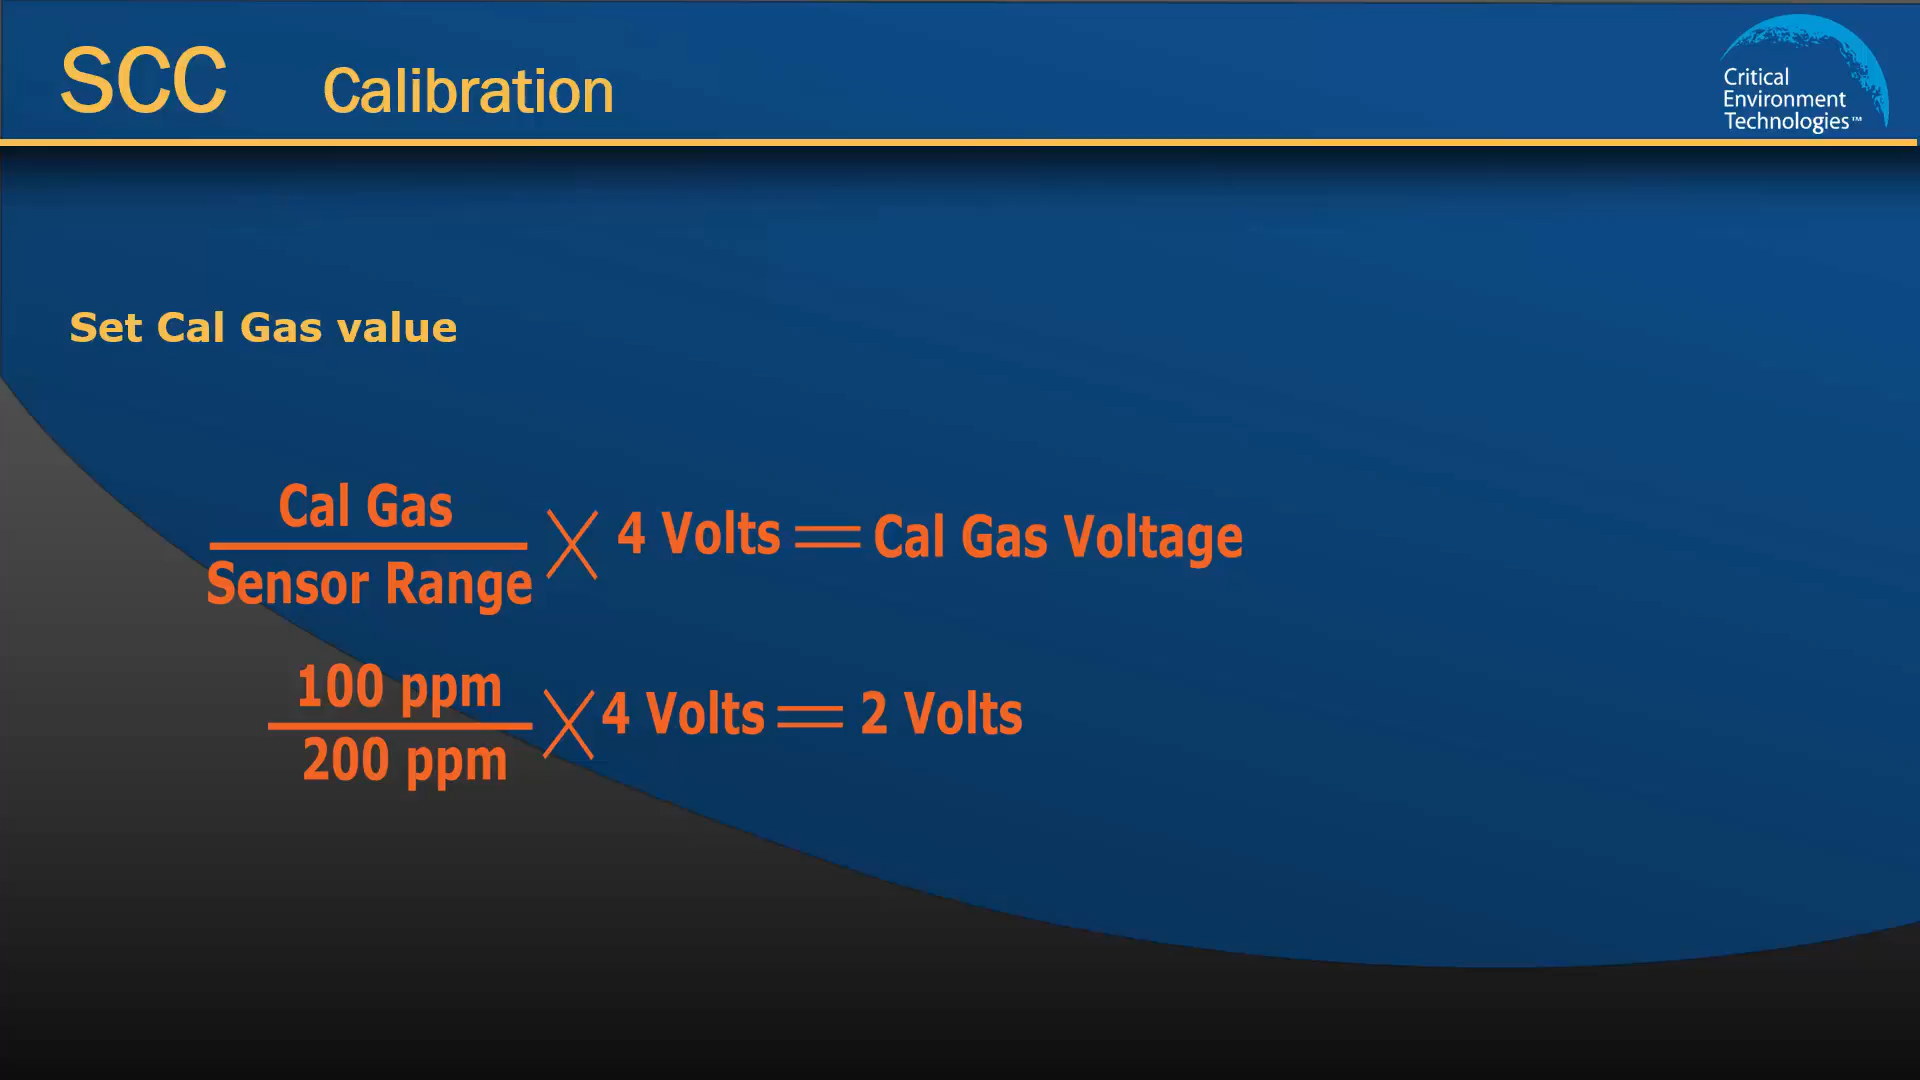 SCC Calibration
Critical
Environment
Technologies™
Set Cal Gas value
Cal Gas
Sensor Range
× 4 Volts = Cal Gas Voltage
100 ppm
200 ppm
× 4 Volts = 2 Volts